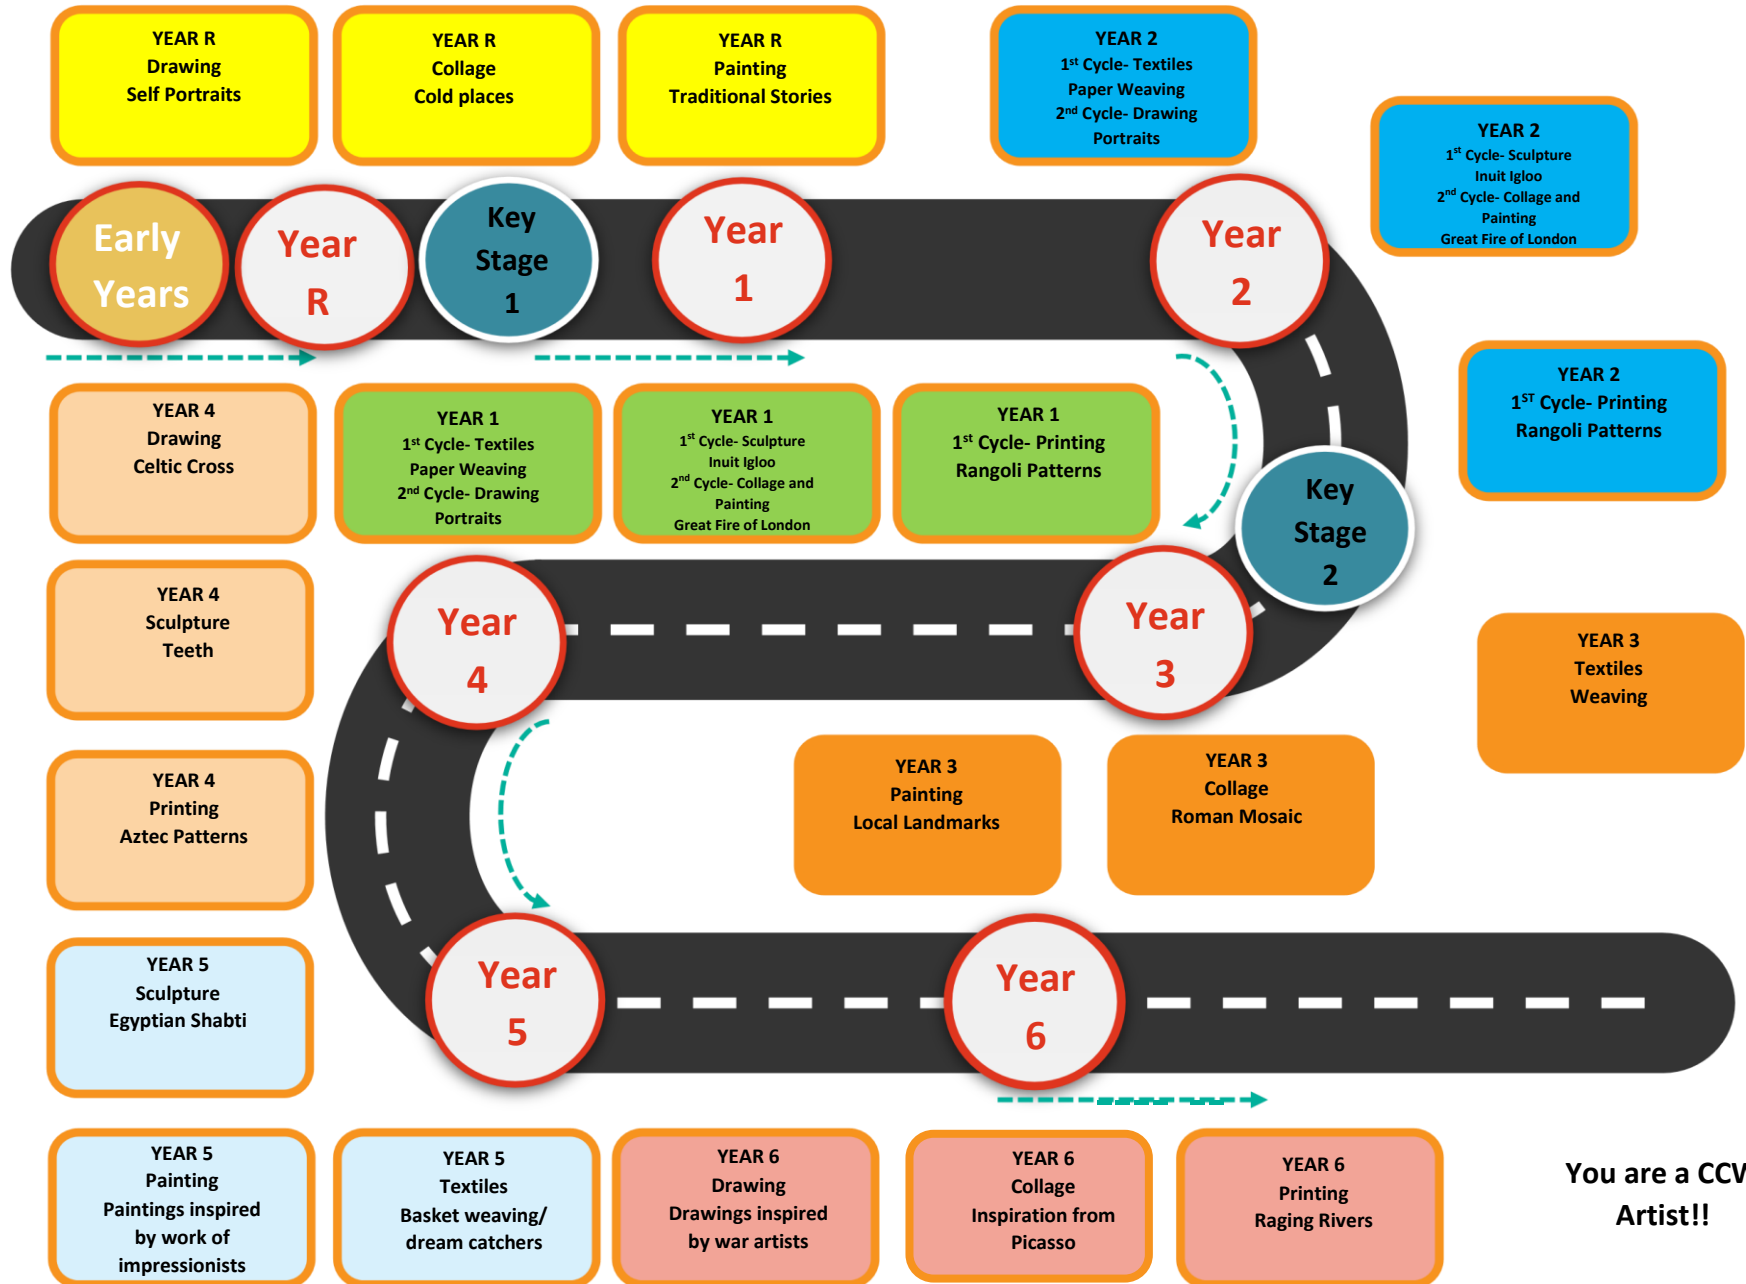 YEAR R
Drawing
Self Portraits
YEAR R
Collage
Cold places
YEAR R
Painting
Traditional Stories
YEAR 2
1st Cycle- Textiles
Paper Weaving
2nd Cycle- Drawing
Portraits
YEAR 2
1st Cycle- Sculpture
Inuit Igloo
2nd Cycle- Collage and
Painting
Great Fire of London
Early
Years
Year
R
Key
Stage
1
Year
1
Year
2
YEAR 4
Drawing
Celtic Cross
YEAR 1
1st Cycle- Textiles
Paper Weaving
2nd Cycle- Drawing
Portraits
YEAR 1
1st Cycle- Sculpture
Inuit Igloo
2nd Cycle- Collage and
Painting
Great Fire of London
YEAR 1
1st Cycle- Printing
Rangoli Patterns
YEAR 2
1ST Cycle- Printing
Rangoli Patterns
Key
Stage
2
YEAR 4
Sculpture
Teeth
Year
4
Year
3
YEAR 3
Textiles
Weaving
YEAR 4
Printing
Aztec Patterns
YEAR 3
Painting
Local Landmarks
YEAR 3
Collage
Roman Mosaic
YEAR 5
Sculpture
Egyptian Shabti
Year
5
Year
6
YEAR 5
Painting
Paintings inspired
by work of
impressionists
YEAR 5
Textiles
Basket weaving/
dream catchers
YEAR 6
Drawing
Drawings inspired
by war artists
YEAR 6
Collage
Inspiration from
Picasso
YEAR 6
Printing
Raging Rivers
You are a
Artist!!